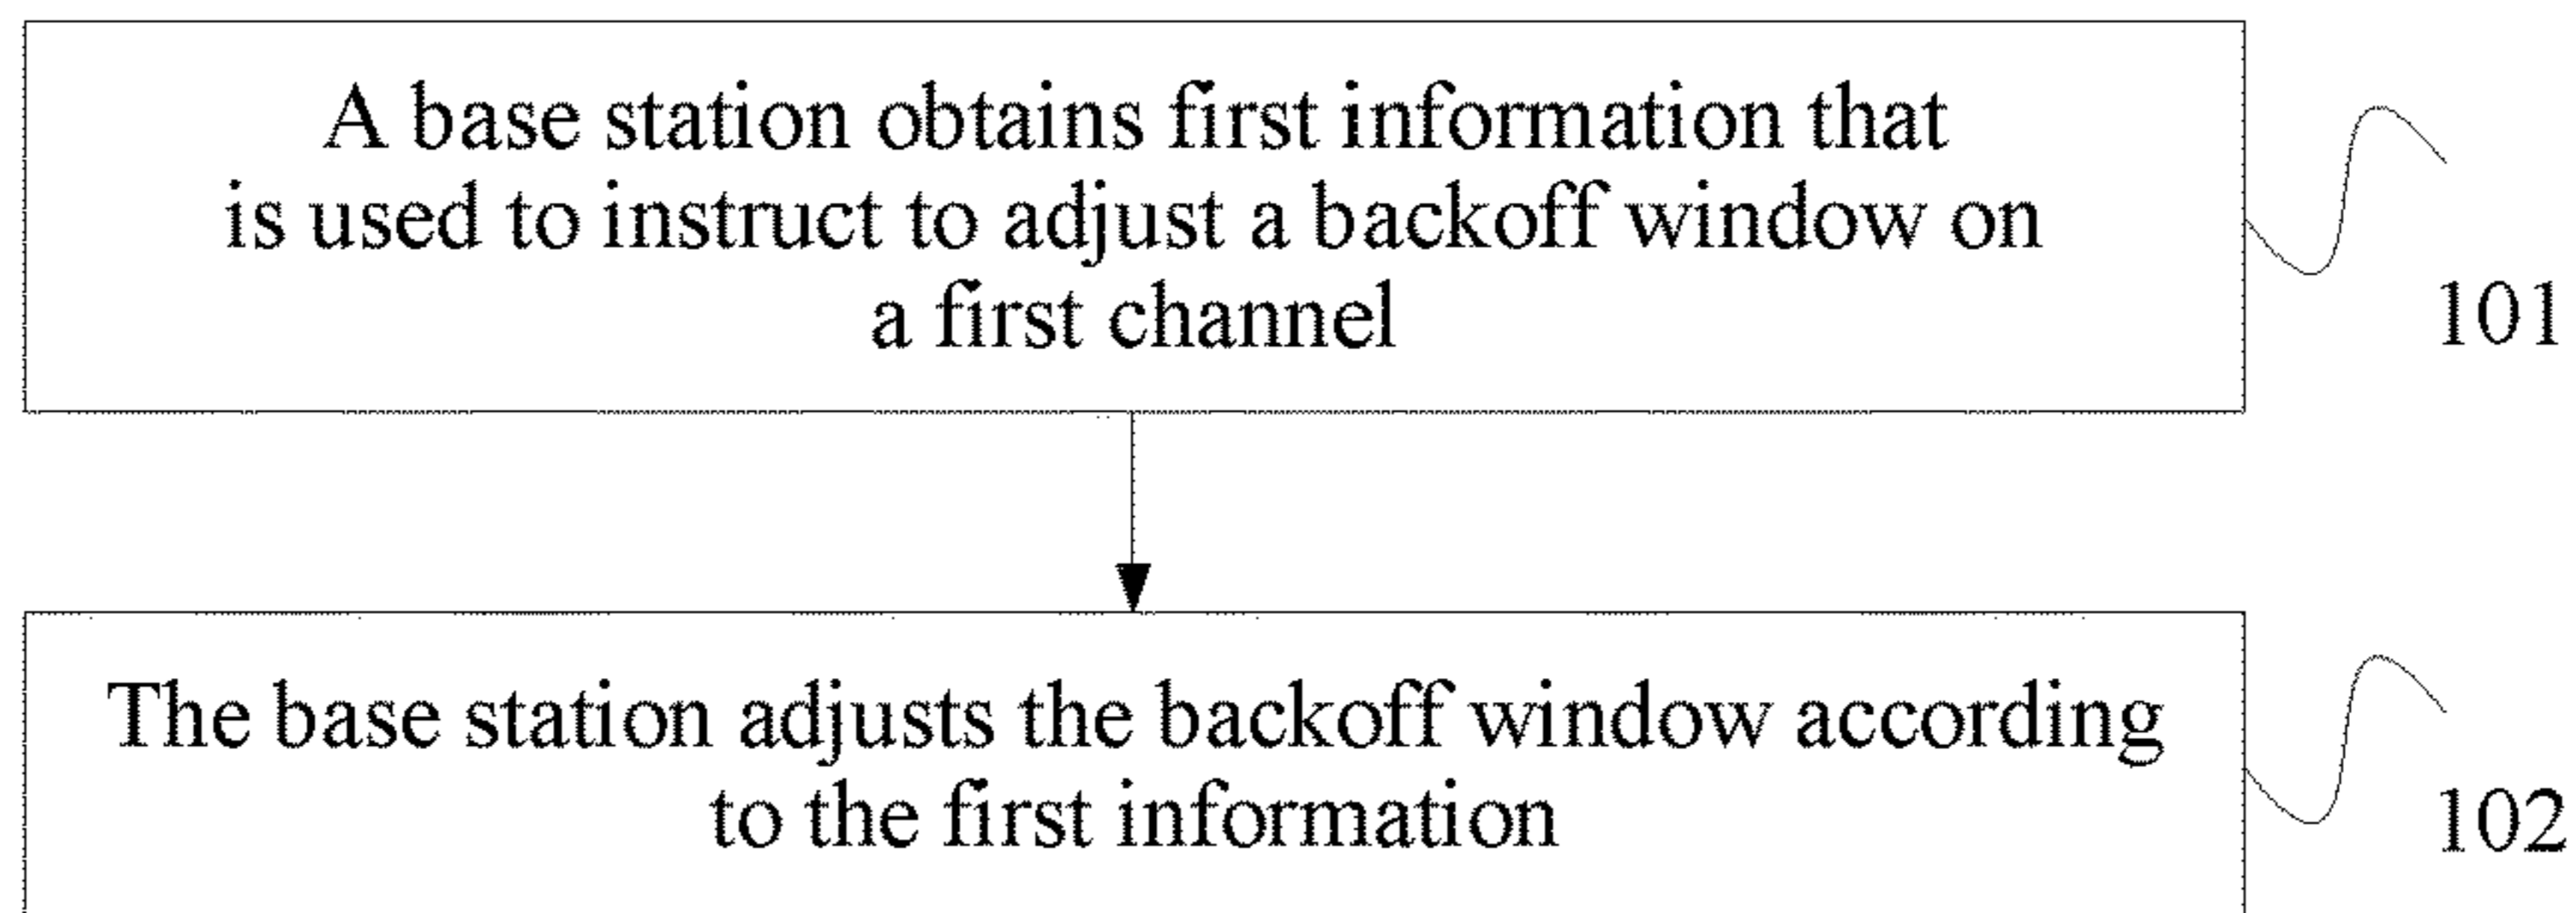 A base station obtains first information that
is used to instruct to adjust a backoff window on
a first channel
101
The base station adjusts the backoff window according
to the first information
102